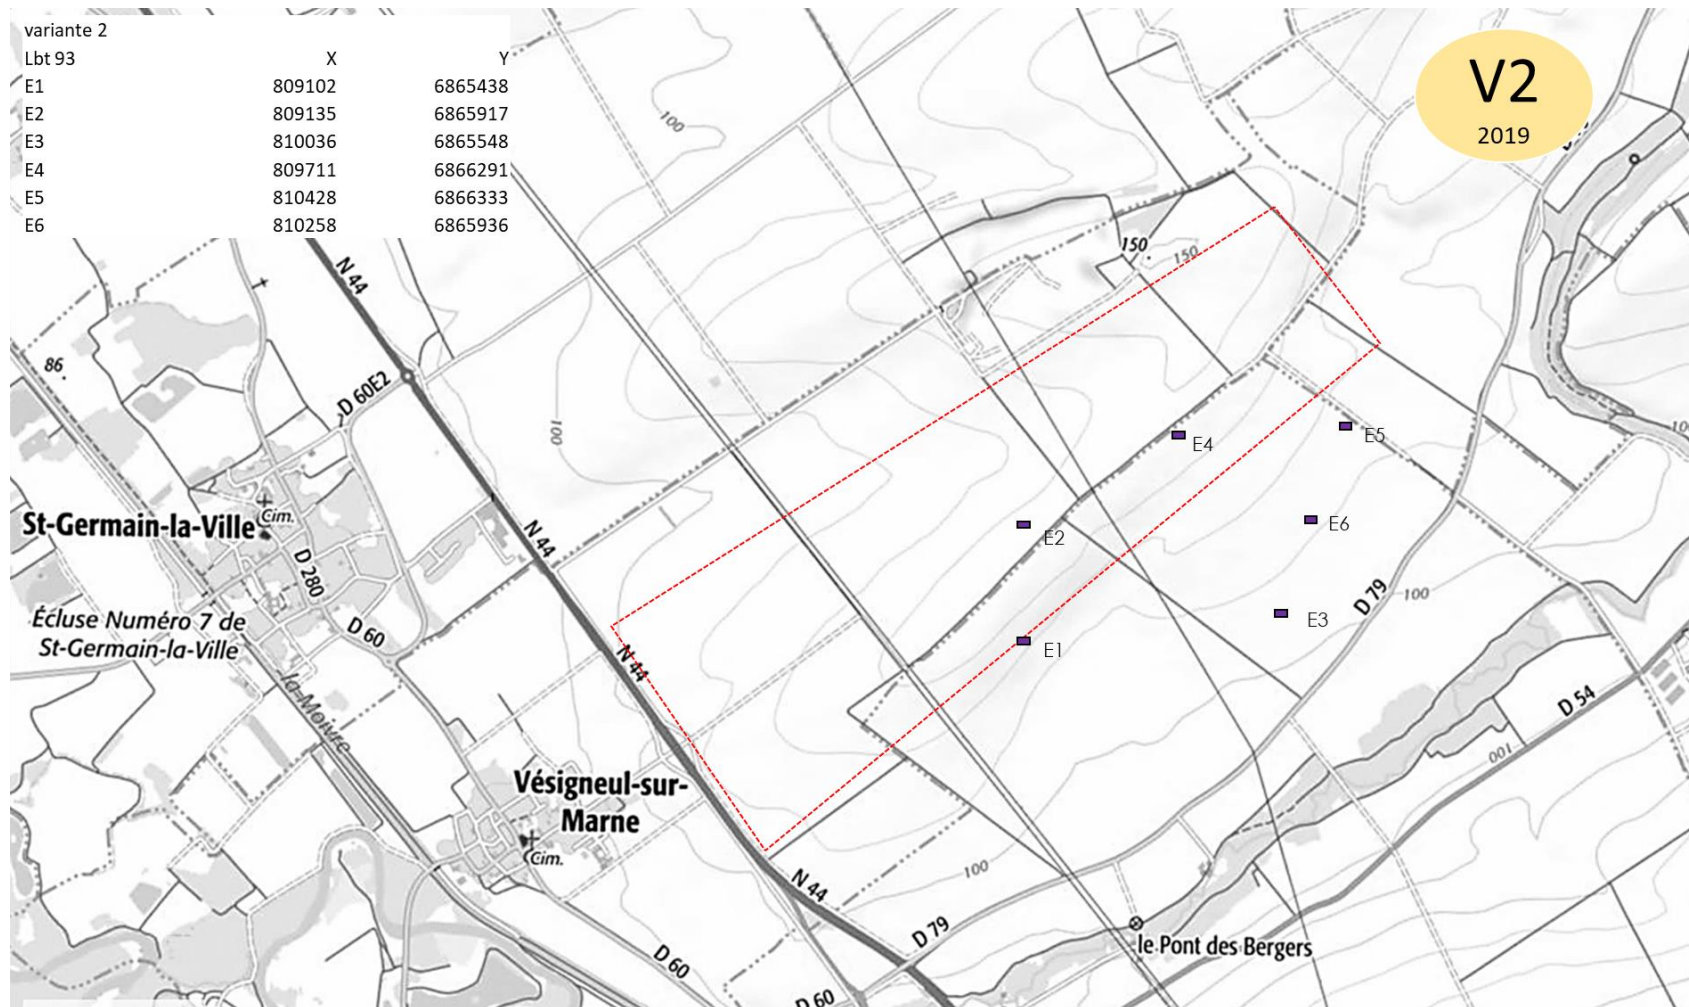 variante 2
Lbt 93 X Y
E1 809102 6865438
E2 809135 6865917
E3 810036 6865548
E4 809711 6866291
E5 810428 6866333
E6 810258 6865936
V2
2019
100
N 44
150
150
86
D 60E2
100
E4
E5
St-Germain-la-Ville
Cim.
N 44
E2
E6
D 280
D 79
100
Écluse Numéro 7 de
St-Germain-la-Ville
D 60
E3
N 44
E1
la Moivre
D 54
100
Vésigneul-sur-
Marne
Cim.
100
N 44
D 79
le Pont des Bergers
D 60
D 60